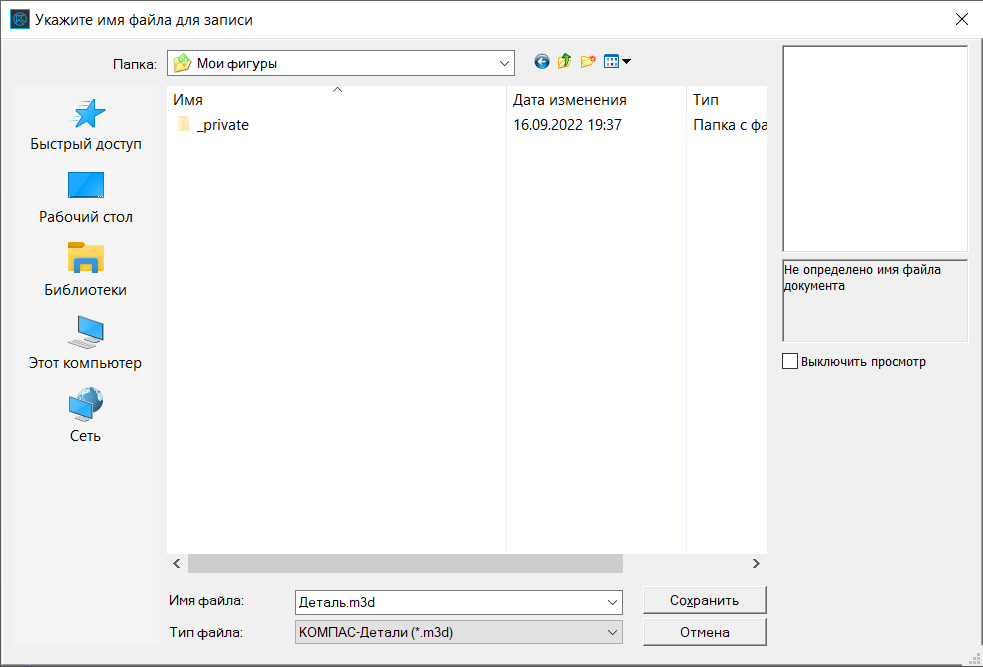 Укажите имя файла для записи
Папка: Мои фигуры
Имя Дата изменения Тип
_private 16.09.2022 19:37 Папка с фа
Быстрый доступ
Рабочий стол
Библиотеки
Этот компьютер
Сеть
Не определено имя файла
документа
Выключить просмотр
Имя файла: Деталь.m3d Сохранить
Тип файла: КОМПАС-Детали (*.m3d) Отмена